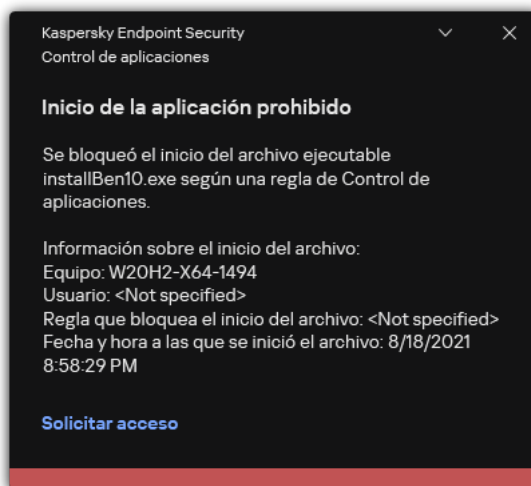 Kaspersky Endpoint Security
Control de aplicaciones
Inicio de la aplicación prohibido
Se bloqueó el inicio del archivo ejecutable
installBen10.exe según una regla de Control de
aplicaciones.
Información sobre el inicio del archivo:
Equipo: W20H2-X64-1494
Usuario: <Not specified>
Regla que bloquea el inicio del archivo: <Not specified>
Fecha y hora a las que se inició el archivo: 8/18/2021
8:58:29 PM
Solicitar acceso